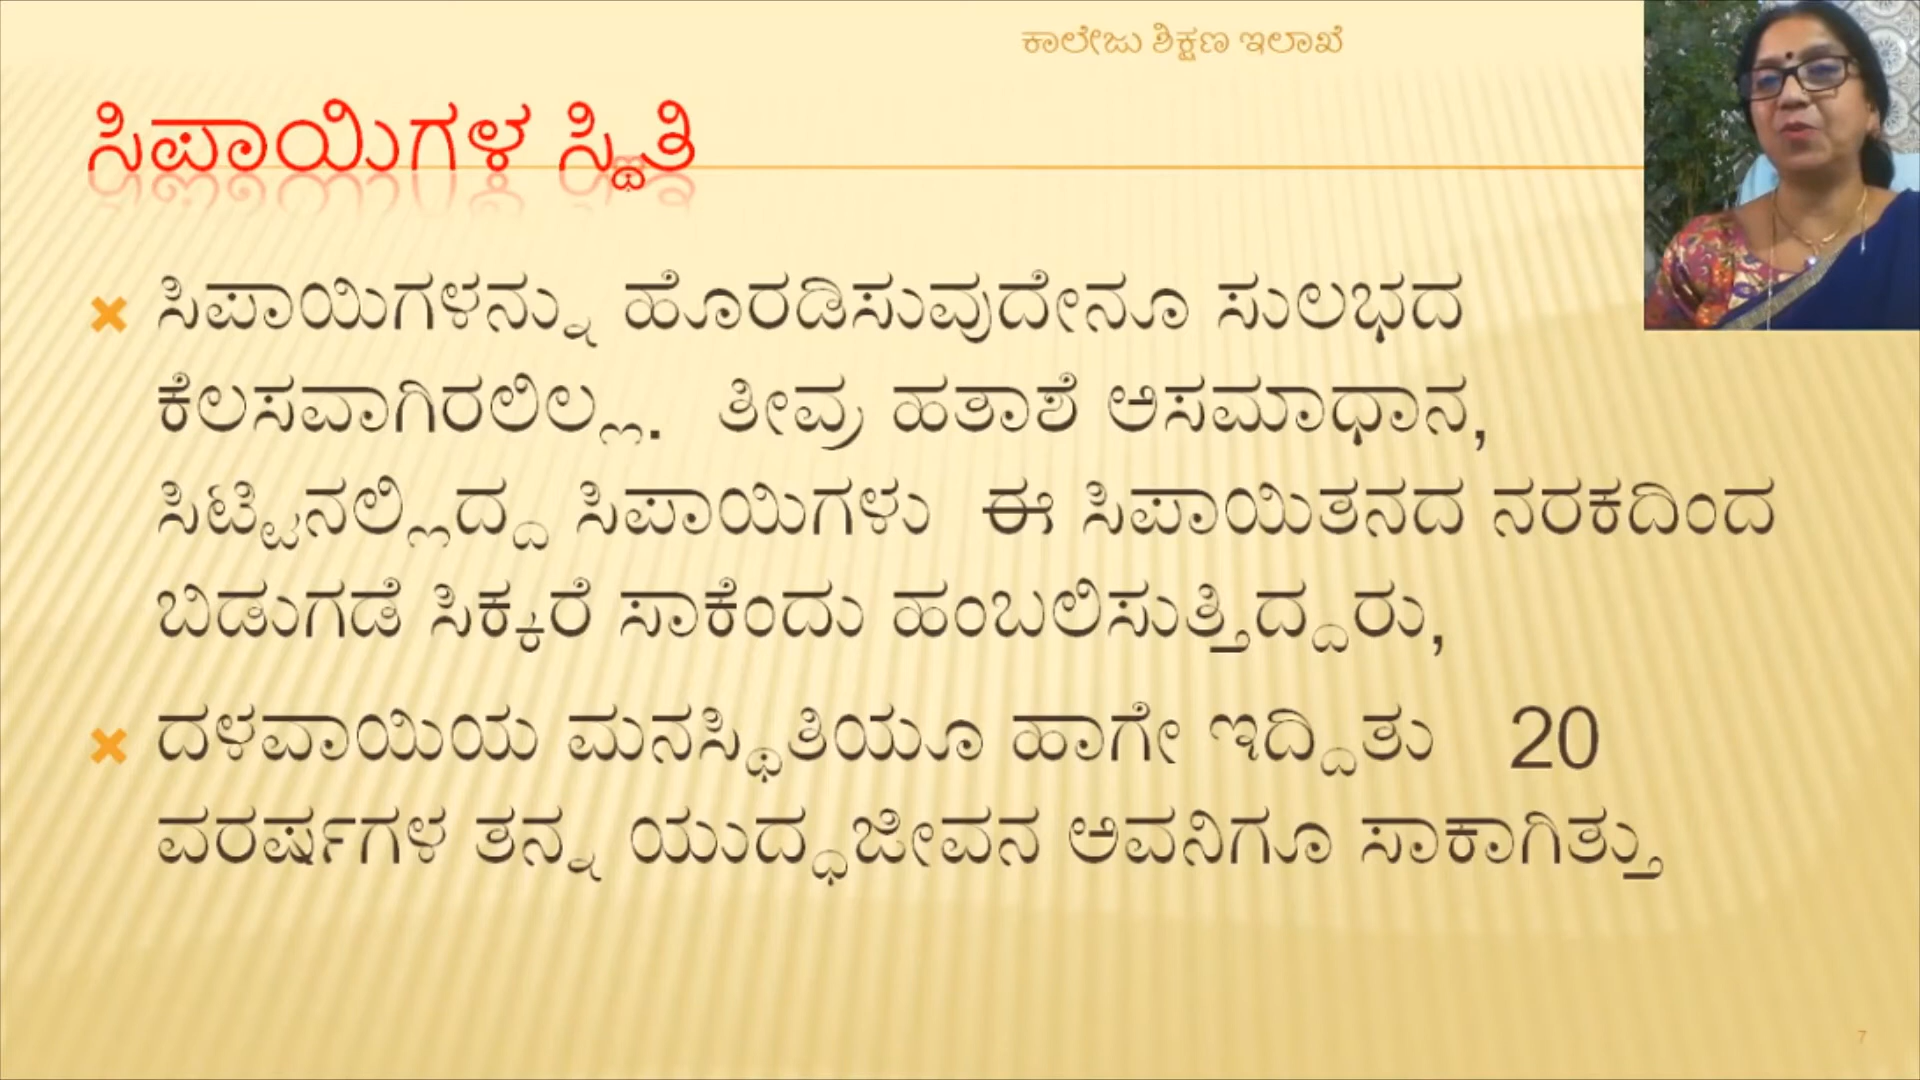 ಕಾಲೇಜು ಶಿಕ್ಷಣ ಇಲಾಖೆ
ಸಿಪಾಯಿಗಳ ಸ್ಥಿತಿ
ಸಿಪಾಯಿಗಳನ್ನು ಹೊರಡಿಸುವುದೇನೂ ಸುಲಭದ
ಕೆಲಸವಾಗಿರಲಿಲ್ಲ. ತೀವ್ರ ಹತಾಶೆ ಅಸಮಾಧಾನ,
ಸಿಟ್ಟಿನಲ್ಲಿದ್ದ ಸಿಪಾಯಿಗಳು ಈ ಸಿಪಾಯಿತನದ ನರಕದಿಂದ
ಬಿಡುಗಡೆ ಸಿಕ್ಕರೆ ಸಾಕೆಂದು ಹಂಬಲಿಸುತ್ತಿದ್ದರು,
ದಳವಾಯಿಯ ಮನಸ್ಥಿತಿಯೂ ಹಾಗೇ ಇದ್ದಿತು 20
ವರರ್ಷಗಳ ತನ್ನ ಯುದ್ಧಜೀವನ ಅವನಿಗೂ ಸಾಕಾಗಿತ್ತು
7